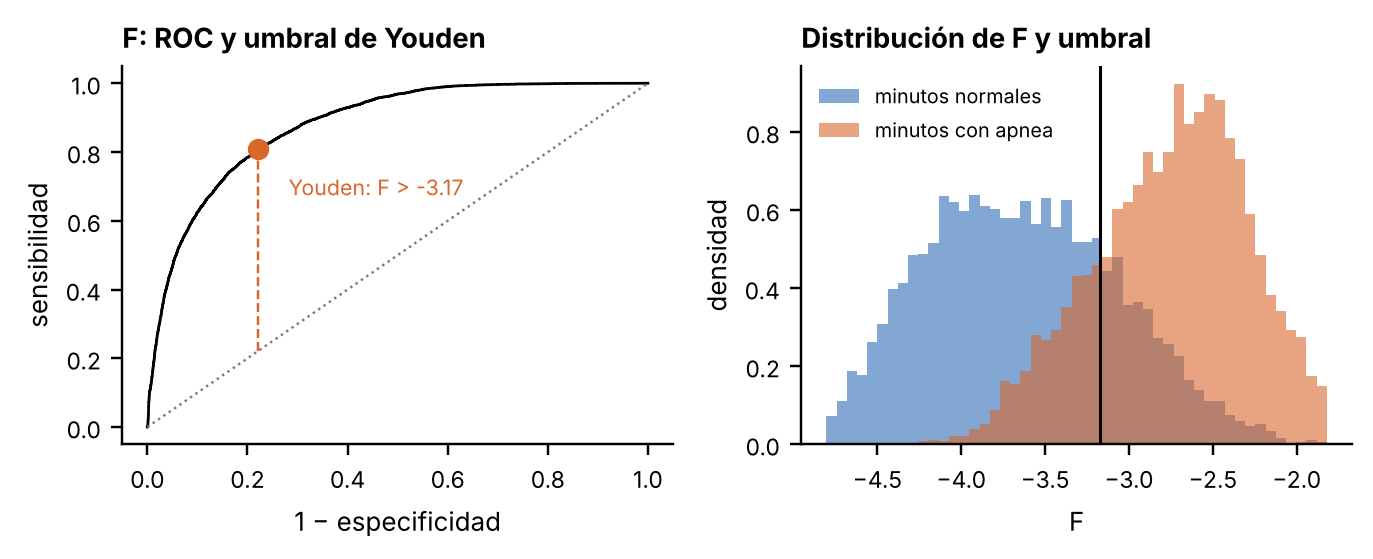 F: ROC y umbral de Youden
1.0
0.8
0.6
0.4
0.2
0.0
sensibilidad
Youden: F > -3.17
0.0 0.2 0.4 0.6 0.8 1.0
1 − especificidad
Distribución de F y umbral
minutos normales
minutos con apnea
0.8
0.6
0.4
0.2
0.0
densidad
−4.5 −4.0 −3.5 −3.0 −2.5 −2.0
F